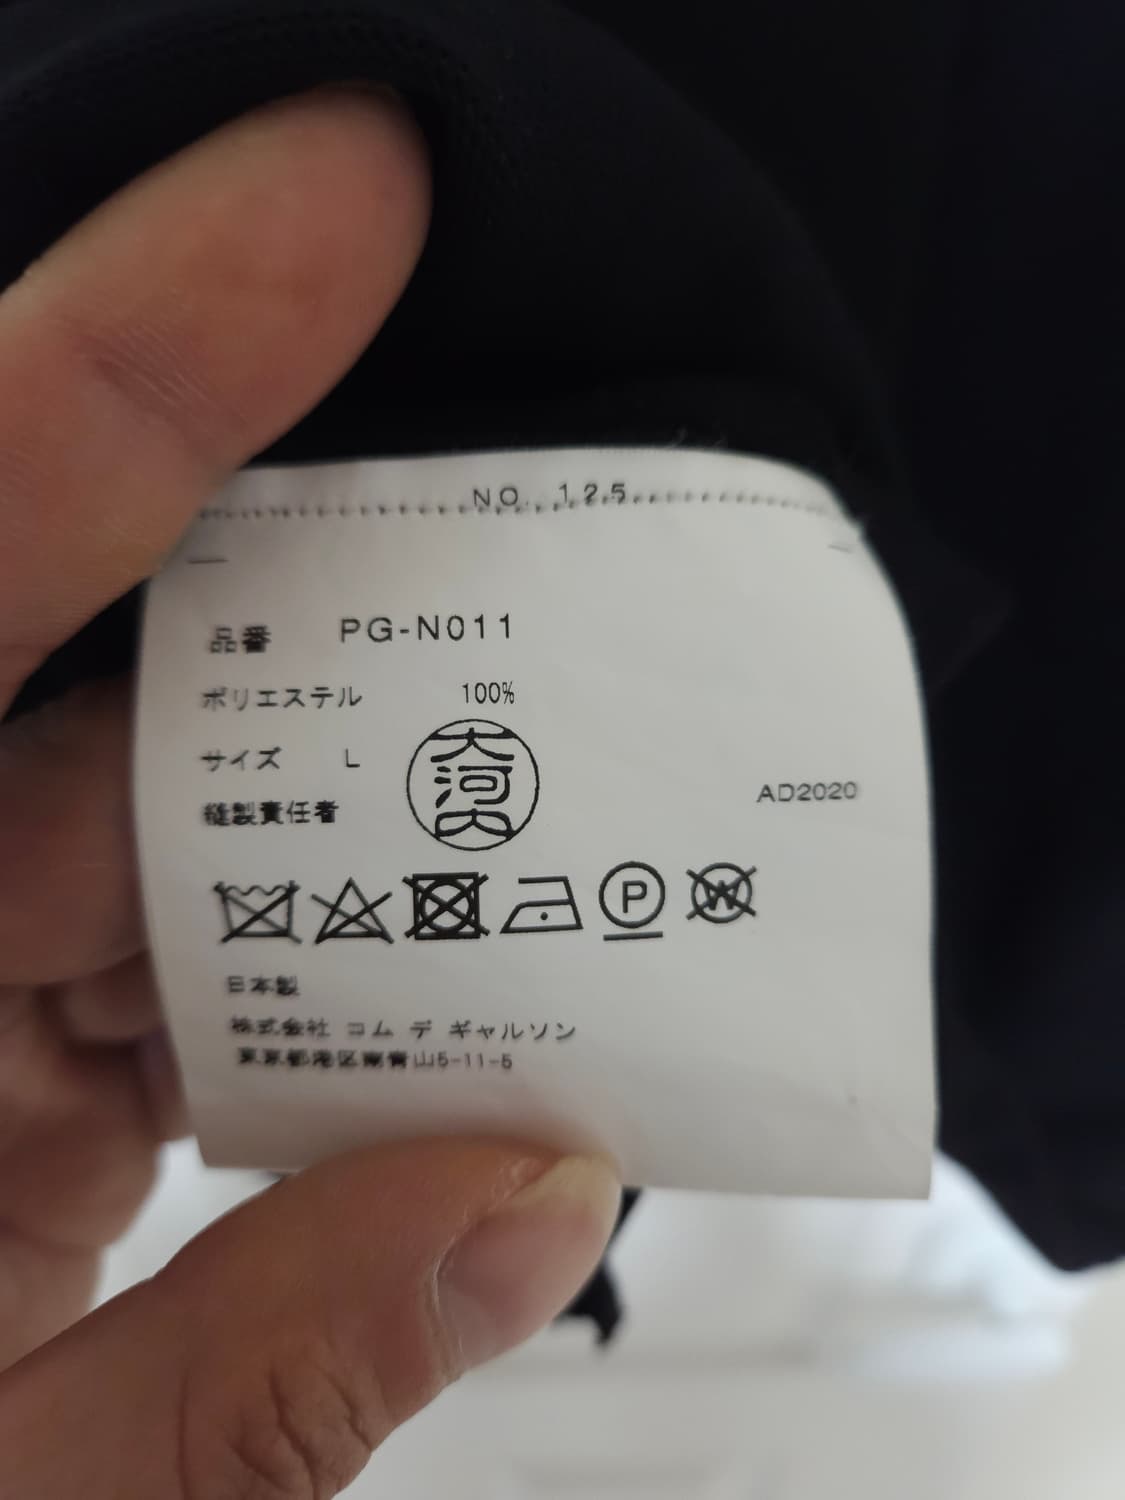 NO. 125
品番 PG-N011
ポリエステル 100%
サイズ L
縫製責任者 大河内
AD2020
P
W
日本製
株式会社 コム デ ギャルソン
東京都港区南青山5-11-5